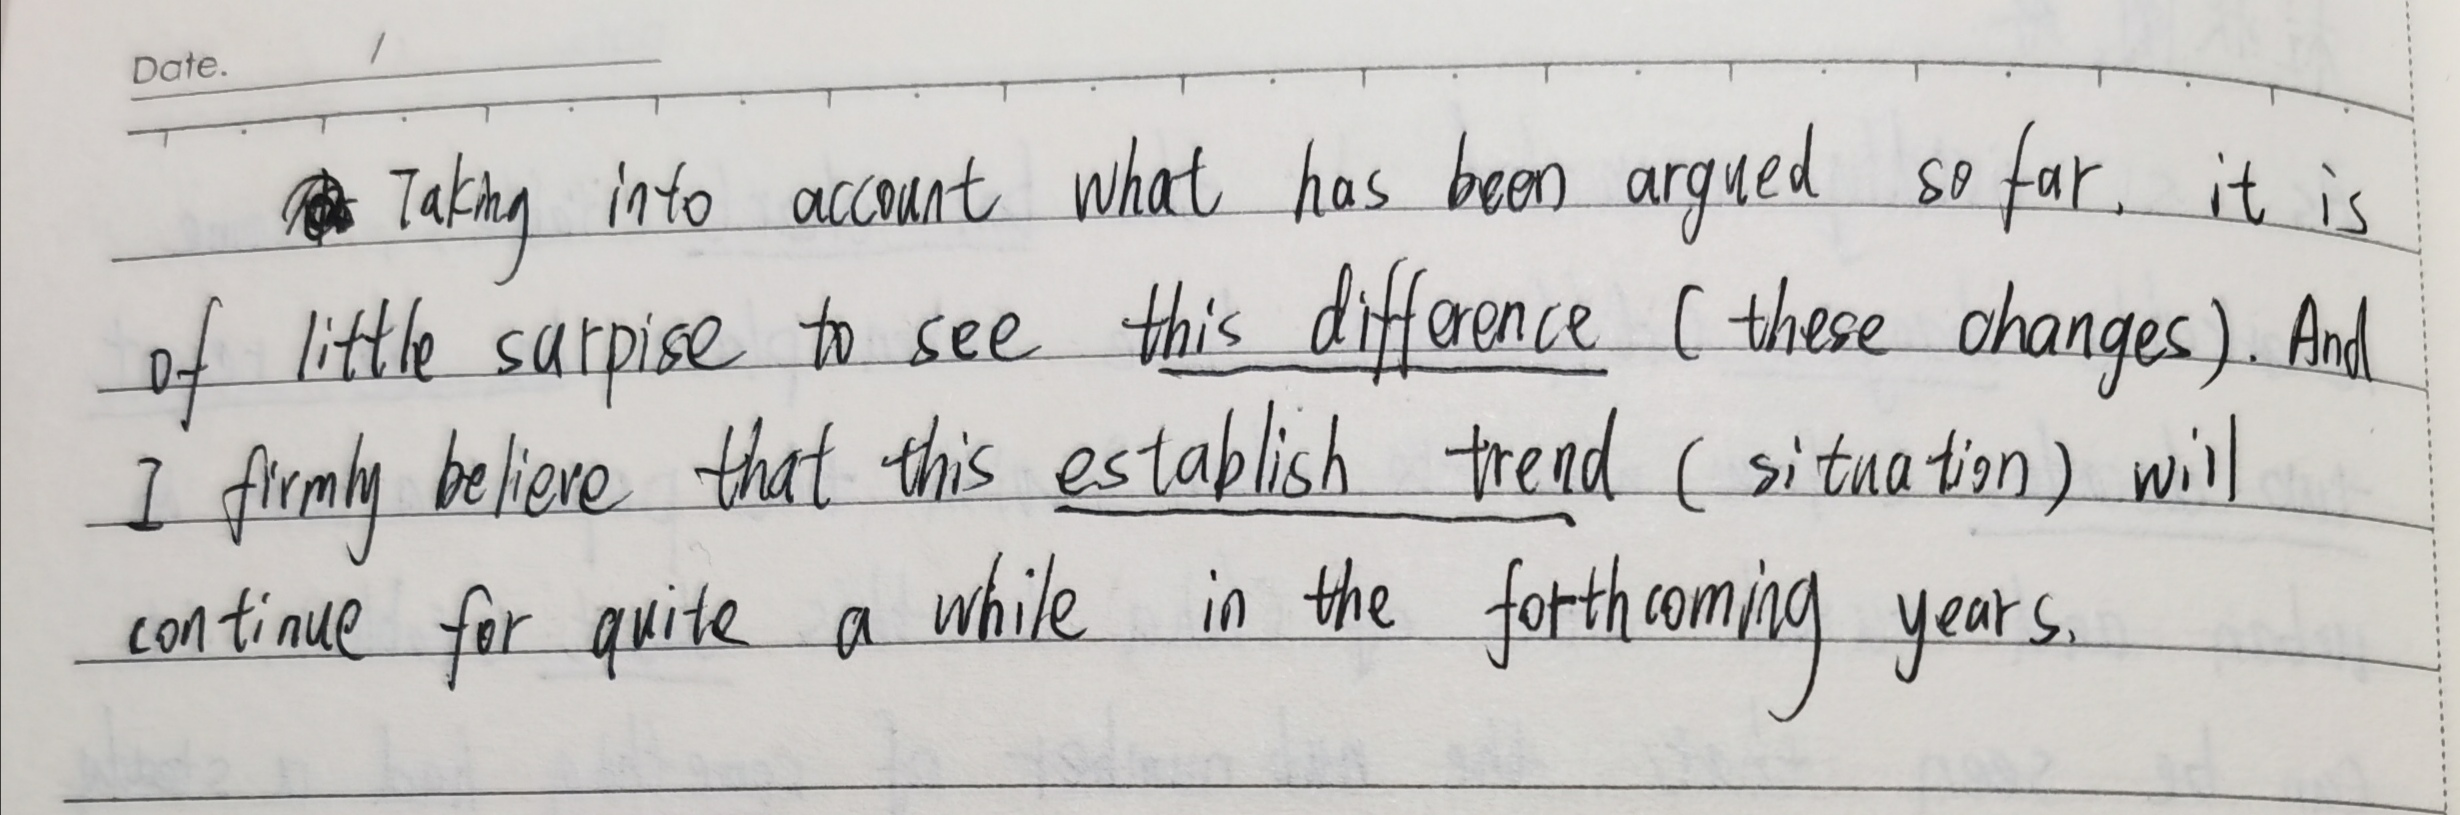 Date. /
Taking into account what has been argued so far, it is
of little surpise to see this difference (these changes). And
I firmly believe that this establish trend (situation) will
continue for quite a while in the forthcoming years.